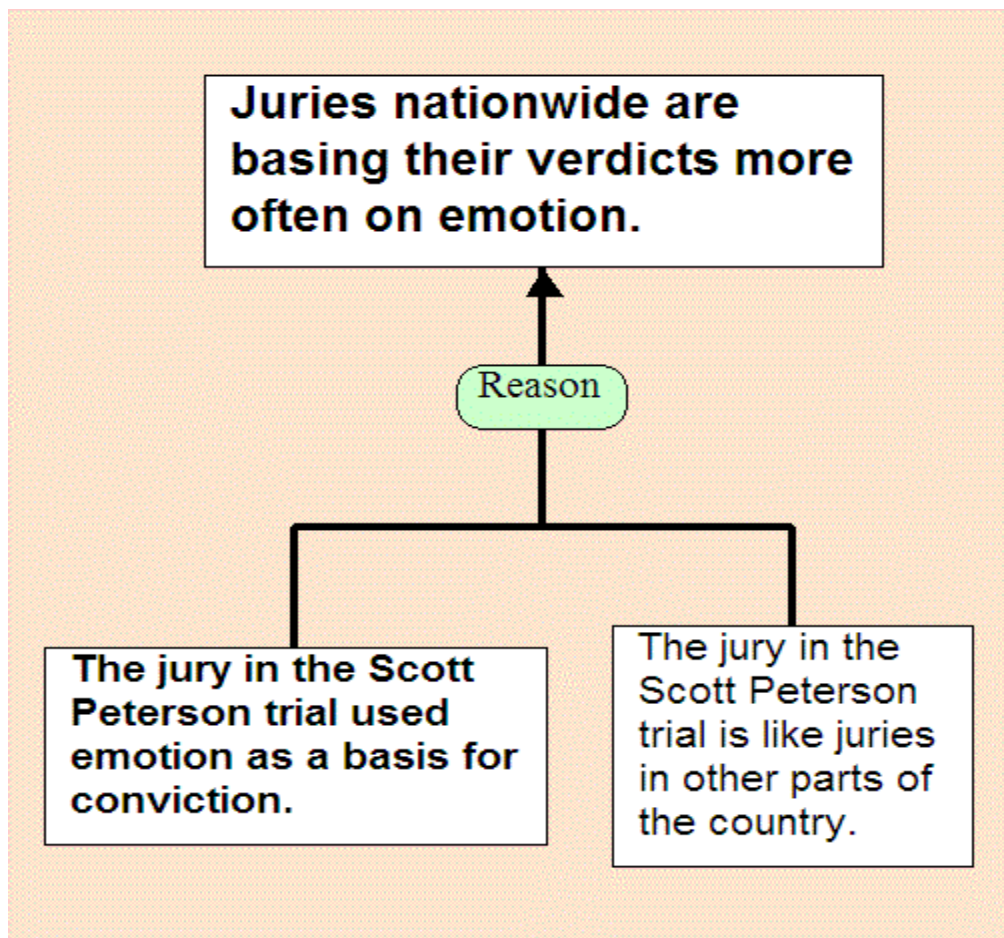 Juries nationwide are
basing their verdicts more
often on emotion.
Reason
The jury in the Scott
Peterson trial used
emotion as a basis for
conviction.
The jury in the
Scott Peterson
trial is like juries
in other parts of
the country.